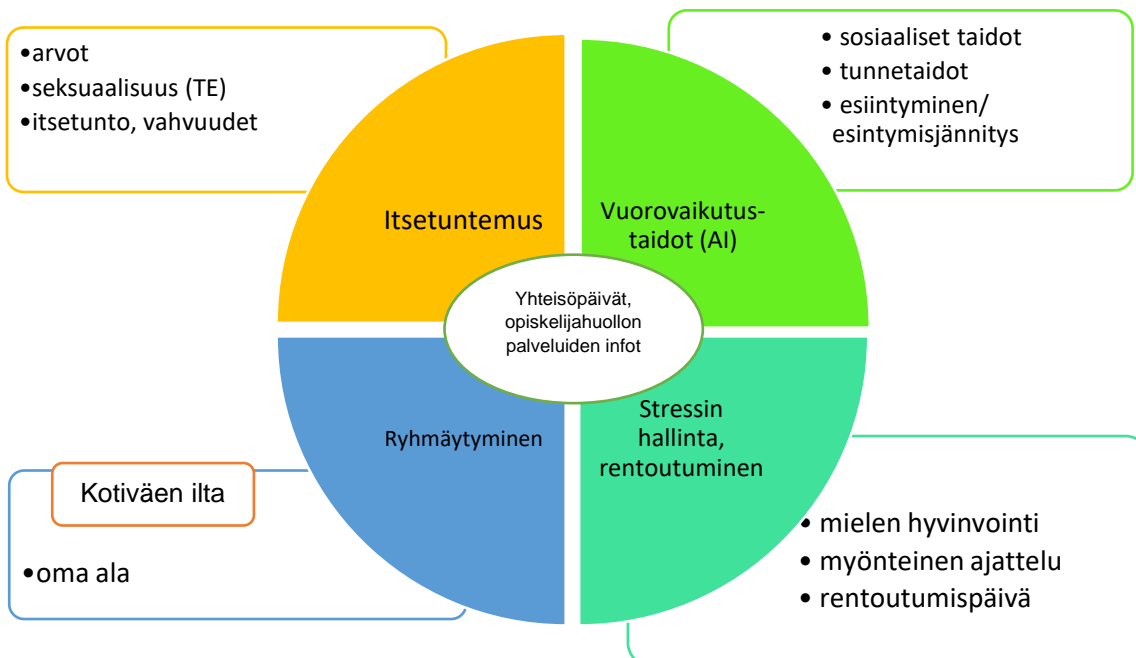 •arvot
•seksuaalisuus (TE)
•itsetunto, vahvuudet
• sosiaaliset taidot
• tunnetaidot
• esiintyminen/
esintymisjännitys
Itsetuntemus
Vuorovaikutus-
taidot (AI)
Yhteisöpäivät,
opiskelijahuollon
palveluiden infot
Ryhmäytyminen
Stressin
hallinta,
rentoutuminen
Kotiväen ilta
•oma ala
• mielen hyvinvointi
• myönteinen ajattelu
• rentoutumispäivä